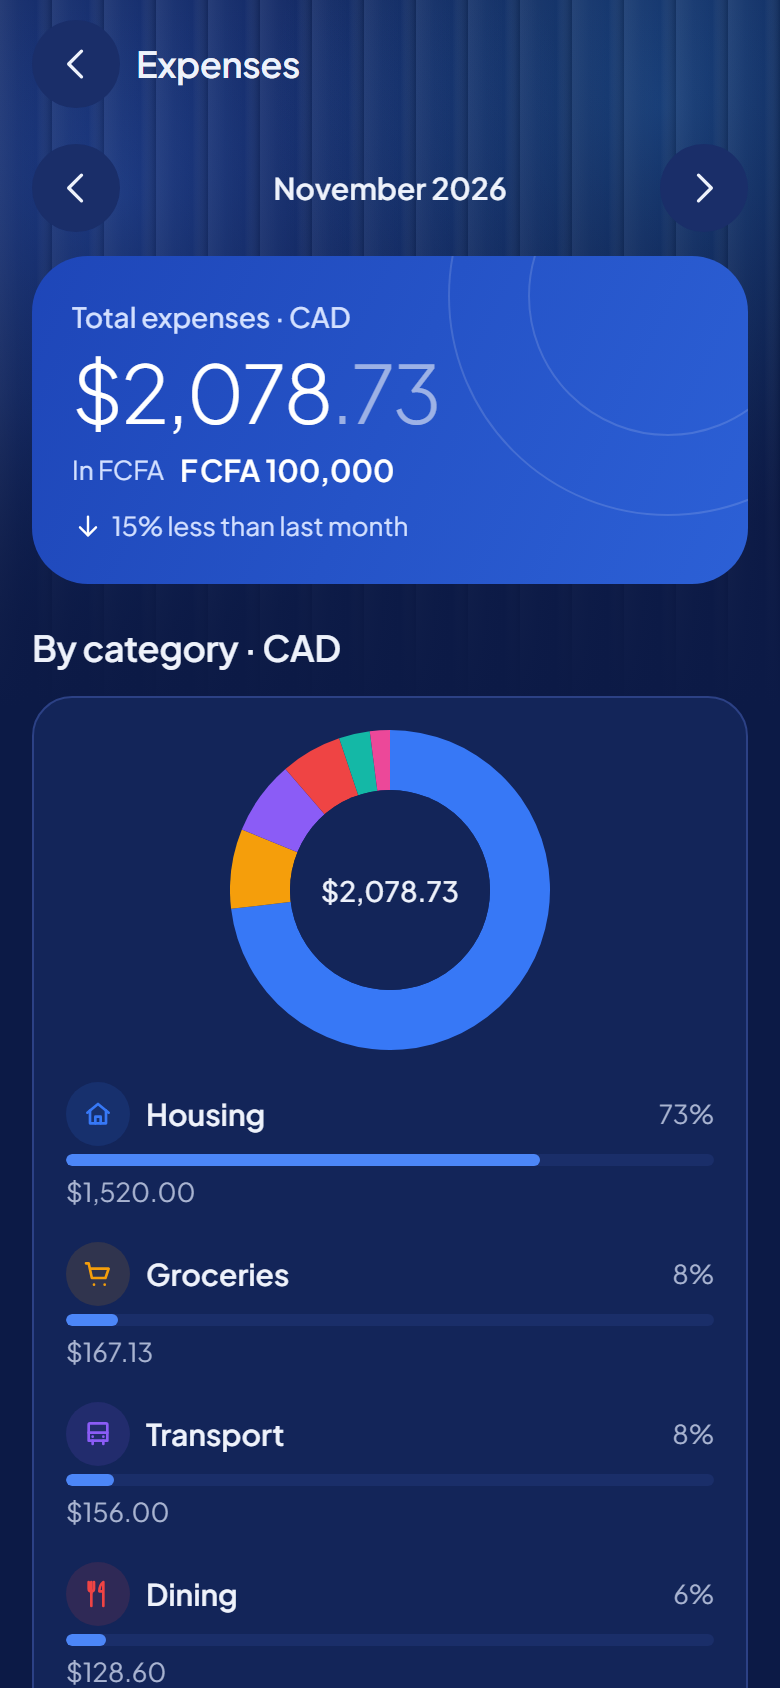 Expenses
November 2026
Total expenses · CAD
$2,078.73
In FCFA FCFA 100,000
15% less than last month
By category · CAD
$2,078.73
Housing 73%
$1,520.00
Groceries 8%
$167.13
Transport 8%
$156.00
Dining 6%
$128.60